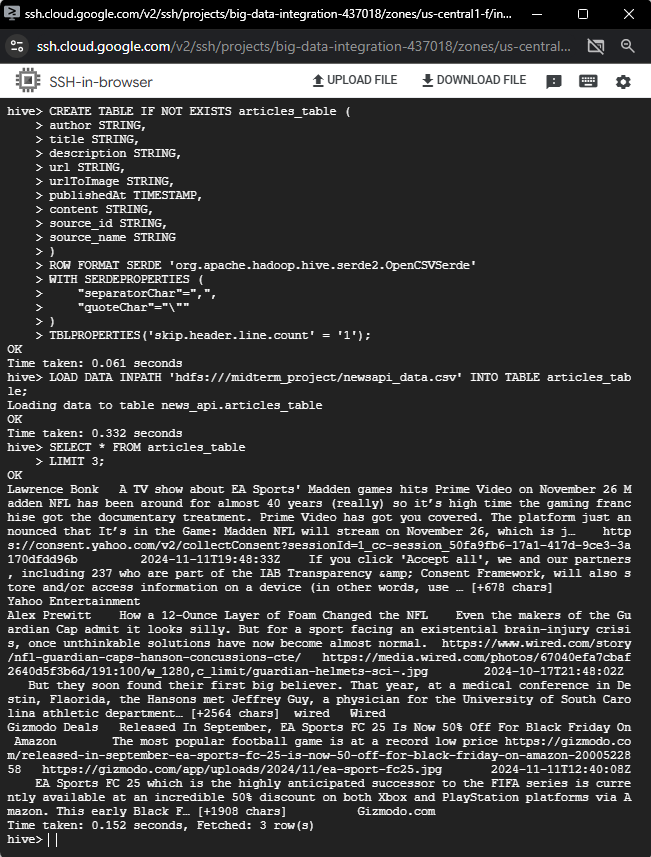 ssh.cloud.google.com/v2/ssh/projects/big-data-integration-437018/zones/us-central1-f/in...
ssh.cloud.google.com/v2/ssh/projects/big-data-integration-437018/zones/us-central...
SSH-in-browser
UPLOAD FILE
DOWNLOAD FILE
hive> CREATE TABLE IF NOT EXISTS articles_table (
    > author STRING,
    > title STRING,
    > description STRING,
    > url STRING,
    > urlToImage STRING,
    > publishedAt TIMESTAMP,
    > content STRING,
    > source_id STRING,
    > source_name STRING
    > )
    > ROW FORMAT SERDE 'org.apache.hadoop.hive.serde2.OpenCSVSerde'
    > WITH SERDEPROPERTIES (
    >     "separatorChar"=",",
    >     "quoteChar"="\""
    > )
    > TBLPROPERTIES('skip.header.line.count' = '1');
OK
Time taken: 0.061 seconds
hive> LOAD DATA INPATH 'hdfs:///midterm_project/newsapi_data.csv' INTO TABLE articles_tab
le;
Loading data to table news_api.articles_table
OK
Time taken: 0.332 seconds
hive> SELECT * FROM articles_table
    > LIMIT 3;
OK
Lawrence Bonk   A TV show about EA Sports' Madden games hits Prime Video on November 26 M
adden NFL has been around for almost 40 years (really) so it’s high time the gaming franc
hise got the documentary treatment. Prime Video has got you covered. The platform just an
nounced that It’s in the Game: Madden NFL will stream on November 26, which is j…    http
s://consent.yahoo.com/v2/collectConsent?sessionId=1_cc-session_50fa9fb6-17a1-417d-9ce3-3a
170dfdd96b         2024-11-11T19:48:33Z    If you click 'Accept all', we and our partners
, including 237 who are part of the IAB Transparency &amp; Consent Framework, will also s
tore and/or access information on a device (in other words, use … [+678 chars]
Yahoo Entertainment
Alex Prewitt    How a 12-Ounce Layer of Foam Changed the NFL    Even the makers of the Gu
ardian Cap admit it looks silly. But for a sport facing an existential brain-injury crisi
s, once unthinkable solutions have now become almost normal.  https://www.wired.com/story
/nfl-guardian-caps-hanson-concussions-cte/   https://media.wired.com/photos/67040efa7cbaf
2640d5f3b6d/191:100/w_1280,c_limit/guardian-helmets-sci-.jpg        2024-10-17T21:48:02Z
   But they soon found their first big believer. That year, at a medical conference in De
stin, Flaorida, the Hansons met Jeffrey Guy, a physician for the University of South Caro
lina athletic department… [+2564 chars]  wired   Wired
Gizmodo Deals   Released In September, EA Sports FC 25 Is Now 50% Off For Black Friday On
 Amazon        The most popular football game is at a record low price https://gizmodo.co
m/released-in-september-ea-sports-fc-25-is-now-50-off-for-black-friday-on-amazon-20005228
58   https://gizmodo.com/app/uploads/2024/11/ea-sport-fc25.jpg       2024-11-11T12:40:08Z
    EA Sports FC 25 which is the highly anticipated successor to the FIFA series is curre
ntly available at an incredible 50% discount on both Xbox and PlayStation platforms via A
mazon. This early Black F… [+1908 chars]          Gizmodo.com
Time taken: 0.152 seconds, Fetched: 3 row(s)
hive>